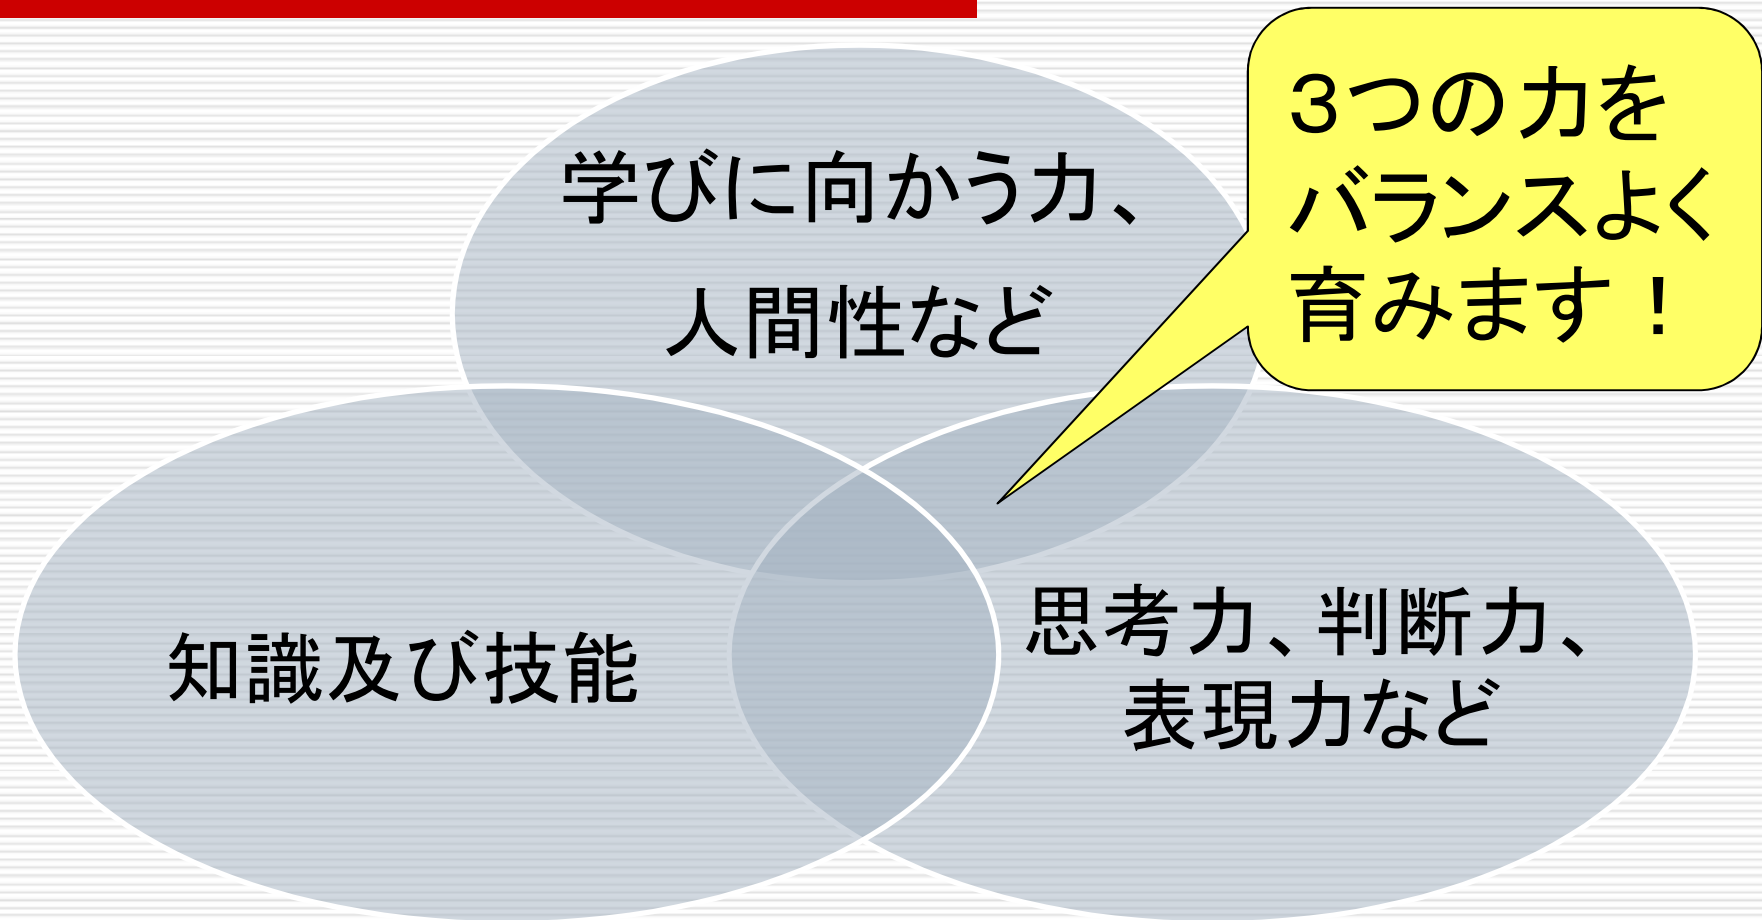 学びに向かう力、
人間性など
3つの力を
バランスよく
育みます！
知識及び技能
思考力、判断力、
表現力など